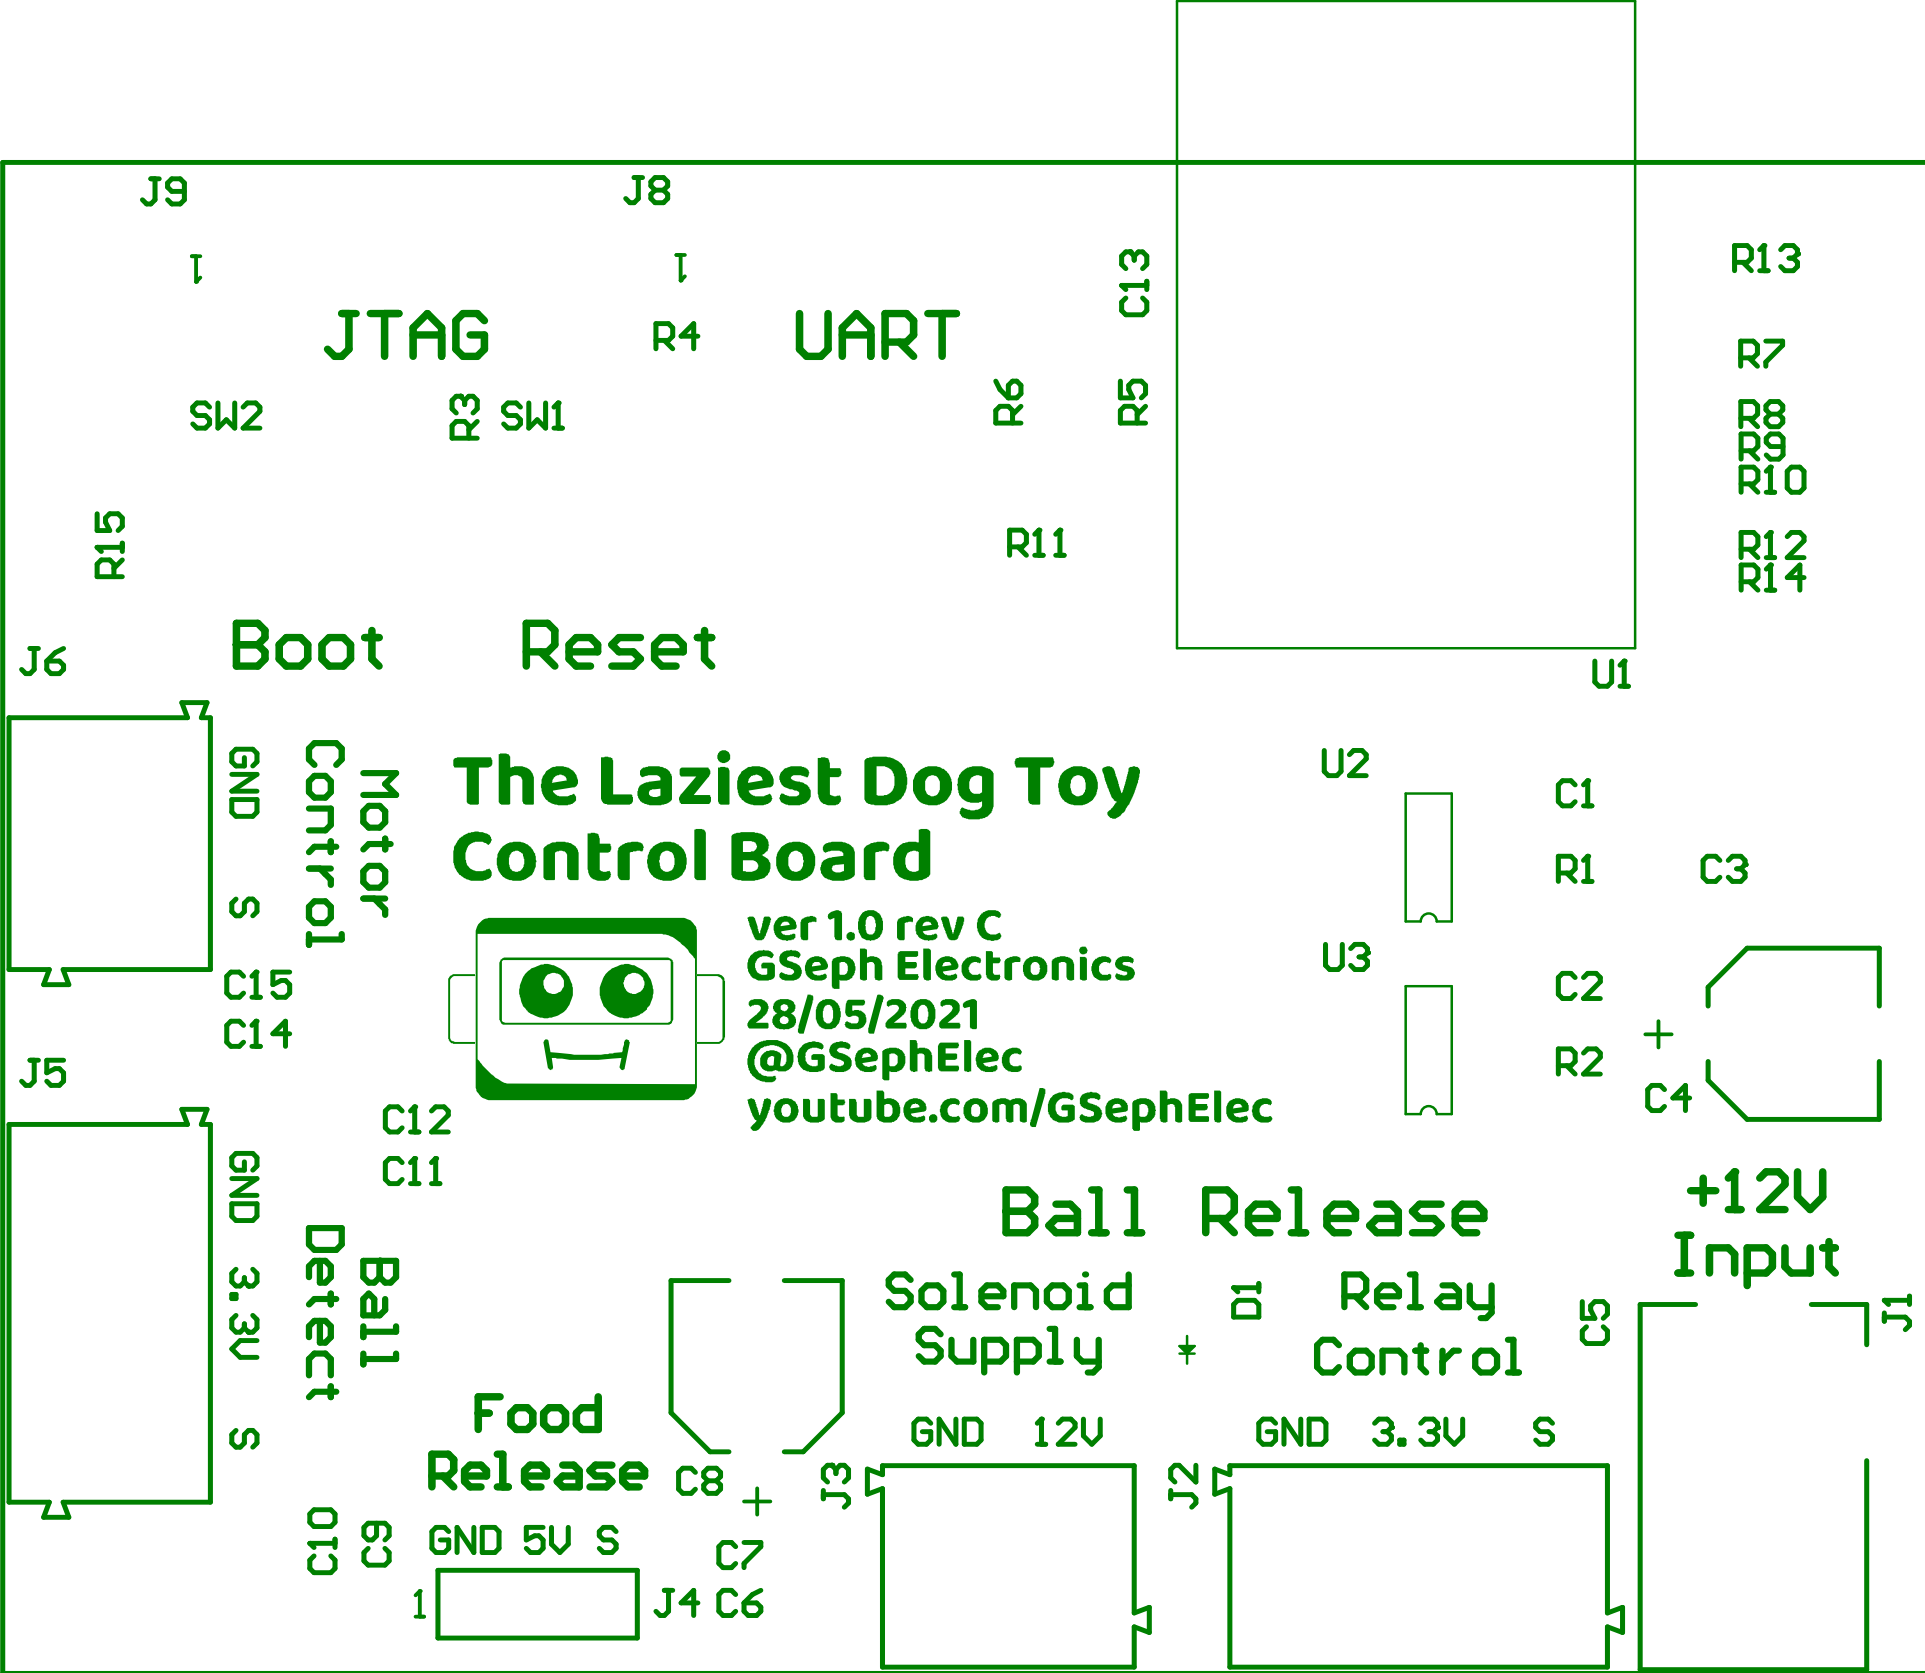 J9
J8
C13
R13
1
1
JTAG
R4
UART
R7
SW2
R3
SW1
R6
R5
R8
R9
R10
R15
R11
R12
R14
Boot
Reset
J6
U1
GND
S
Motor
Control
The Laziest Dog Toy
Control Board
ver 1.0 rev C
GSeph Electronics
28/05/2021
@GSephElec
youtube.com/GSephElec
U2
C1
R1
C3
U3
C2
+
R2
C4
C15
C14
J5
C12
C11
GND
3.3V
S
Ball
Detect
Ball Release
+12V
Input
Solenoid
Supply
D1
Relay
Control
C5
J1
Food
Release
GND 12V
GND 3.3V S
C8
+
J3
J2
C10
C9
GND 5V S
C7
1
J4
C6